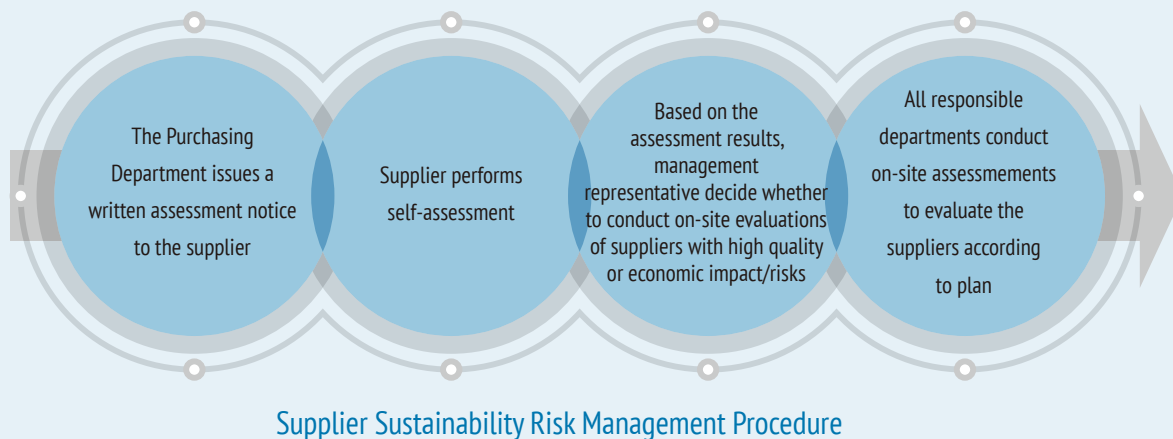 The Purchasing
Department issues a
written assessment notice
to the supplier
Supplier performs
self-assessment
Based on the
assessment results,
management
representative decide whether
to conduct on-site evaluations
of suppliers with high quality
or economic impact/risks
All responsible
departments conduct
on-site assessmements
to evaluate the
suppliers according
to plan
Supplier Sustainability Risk Management Procedure